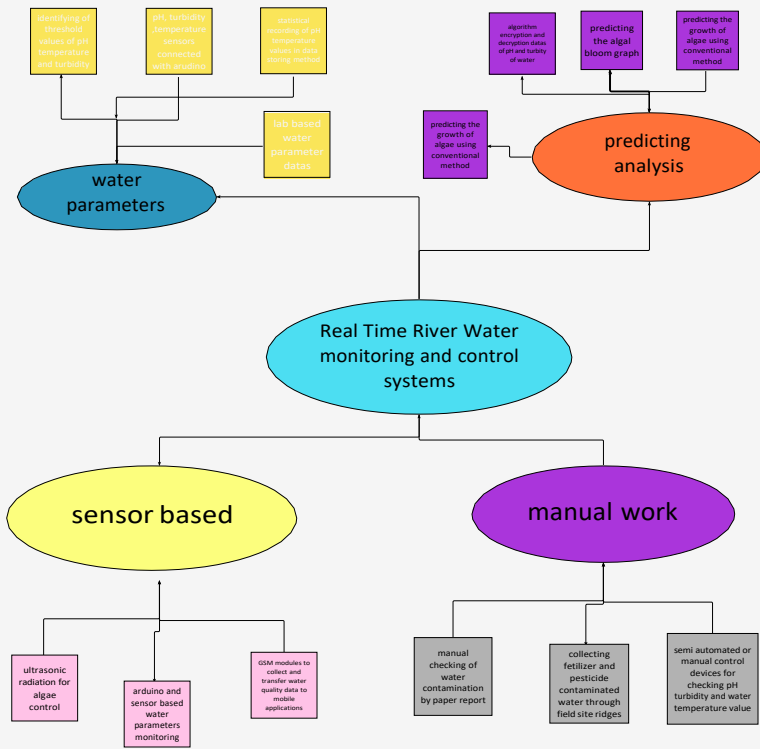 identifying of
threshold
values of pH
temperature
and turbidity
pH, turbidity
,temperature
sensors
connected
with arudino
recording of pH
temperature
values in data
storing method
lab based
water
parameter
datas
water
parameters
algorithm
encryption and
decryption datas
of pH and turbity
of water
predicting
the algal
bloom graph
predicting the
growth of
algae using
conventional
method
predicting the
growth of
algae using
conventional
method
predicting
analysis
Real Time River Water
monitoring and control
systems
sensor based
manual work
ultrasonic
radiation for
algae
control
arduino and
sensor based
water
parameters
monitoring
GSM modules to
collect and
transfer water
quality data to
mobile
applications
manual
checking of
water
contamination
by paper report
collecting
fetilizer and
pesticide
contaminated
water through
field site ridges
semi automated or
manual control
devices for
checking pH
turbidity and water
temperature value